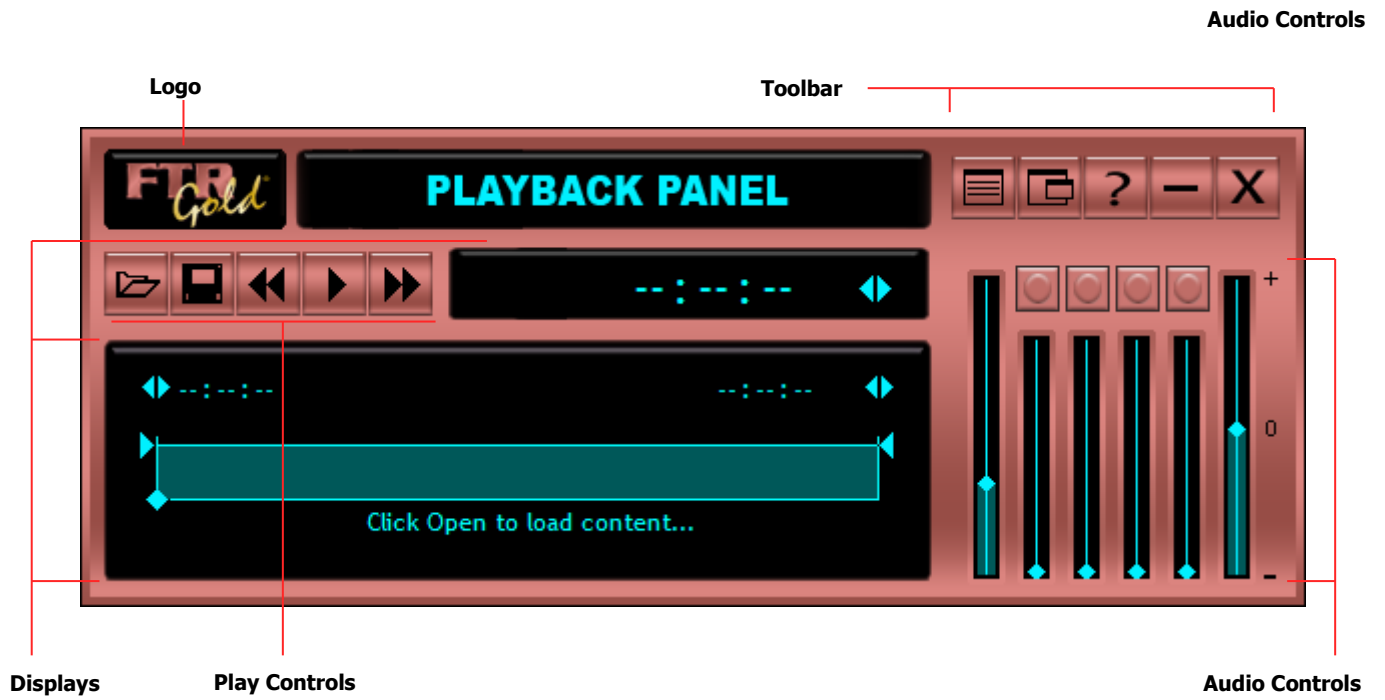 Audio Controls
Logo
Toolbar
FTR
Gold
PLAYBACK PANEL
?
X
--:--:--
+
--:--:--
--:--:--
0
Click Open to load content...
-
Displays
Play Controls
Audio Controls